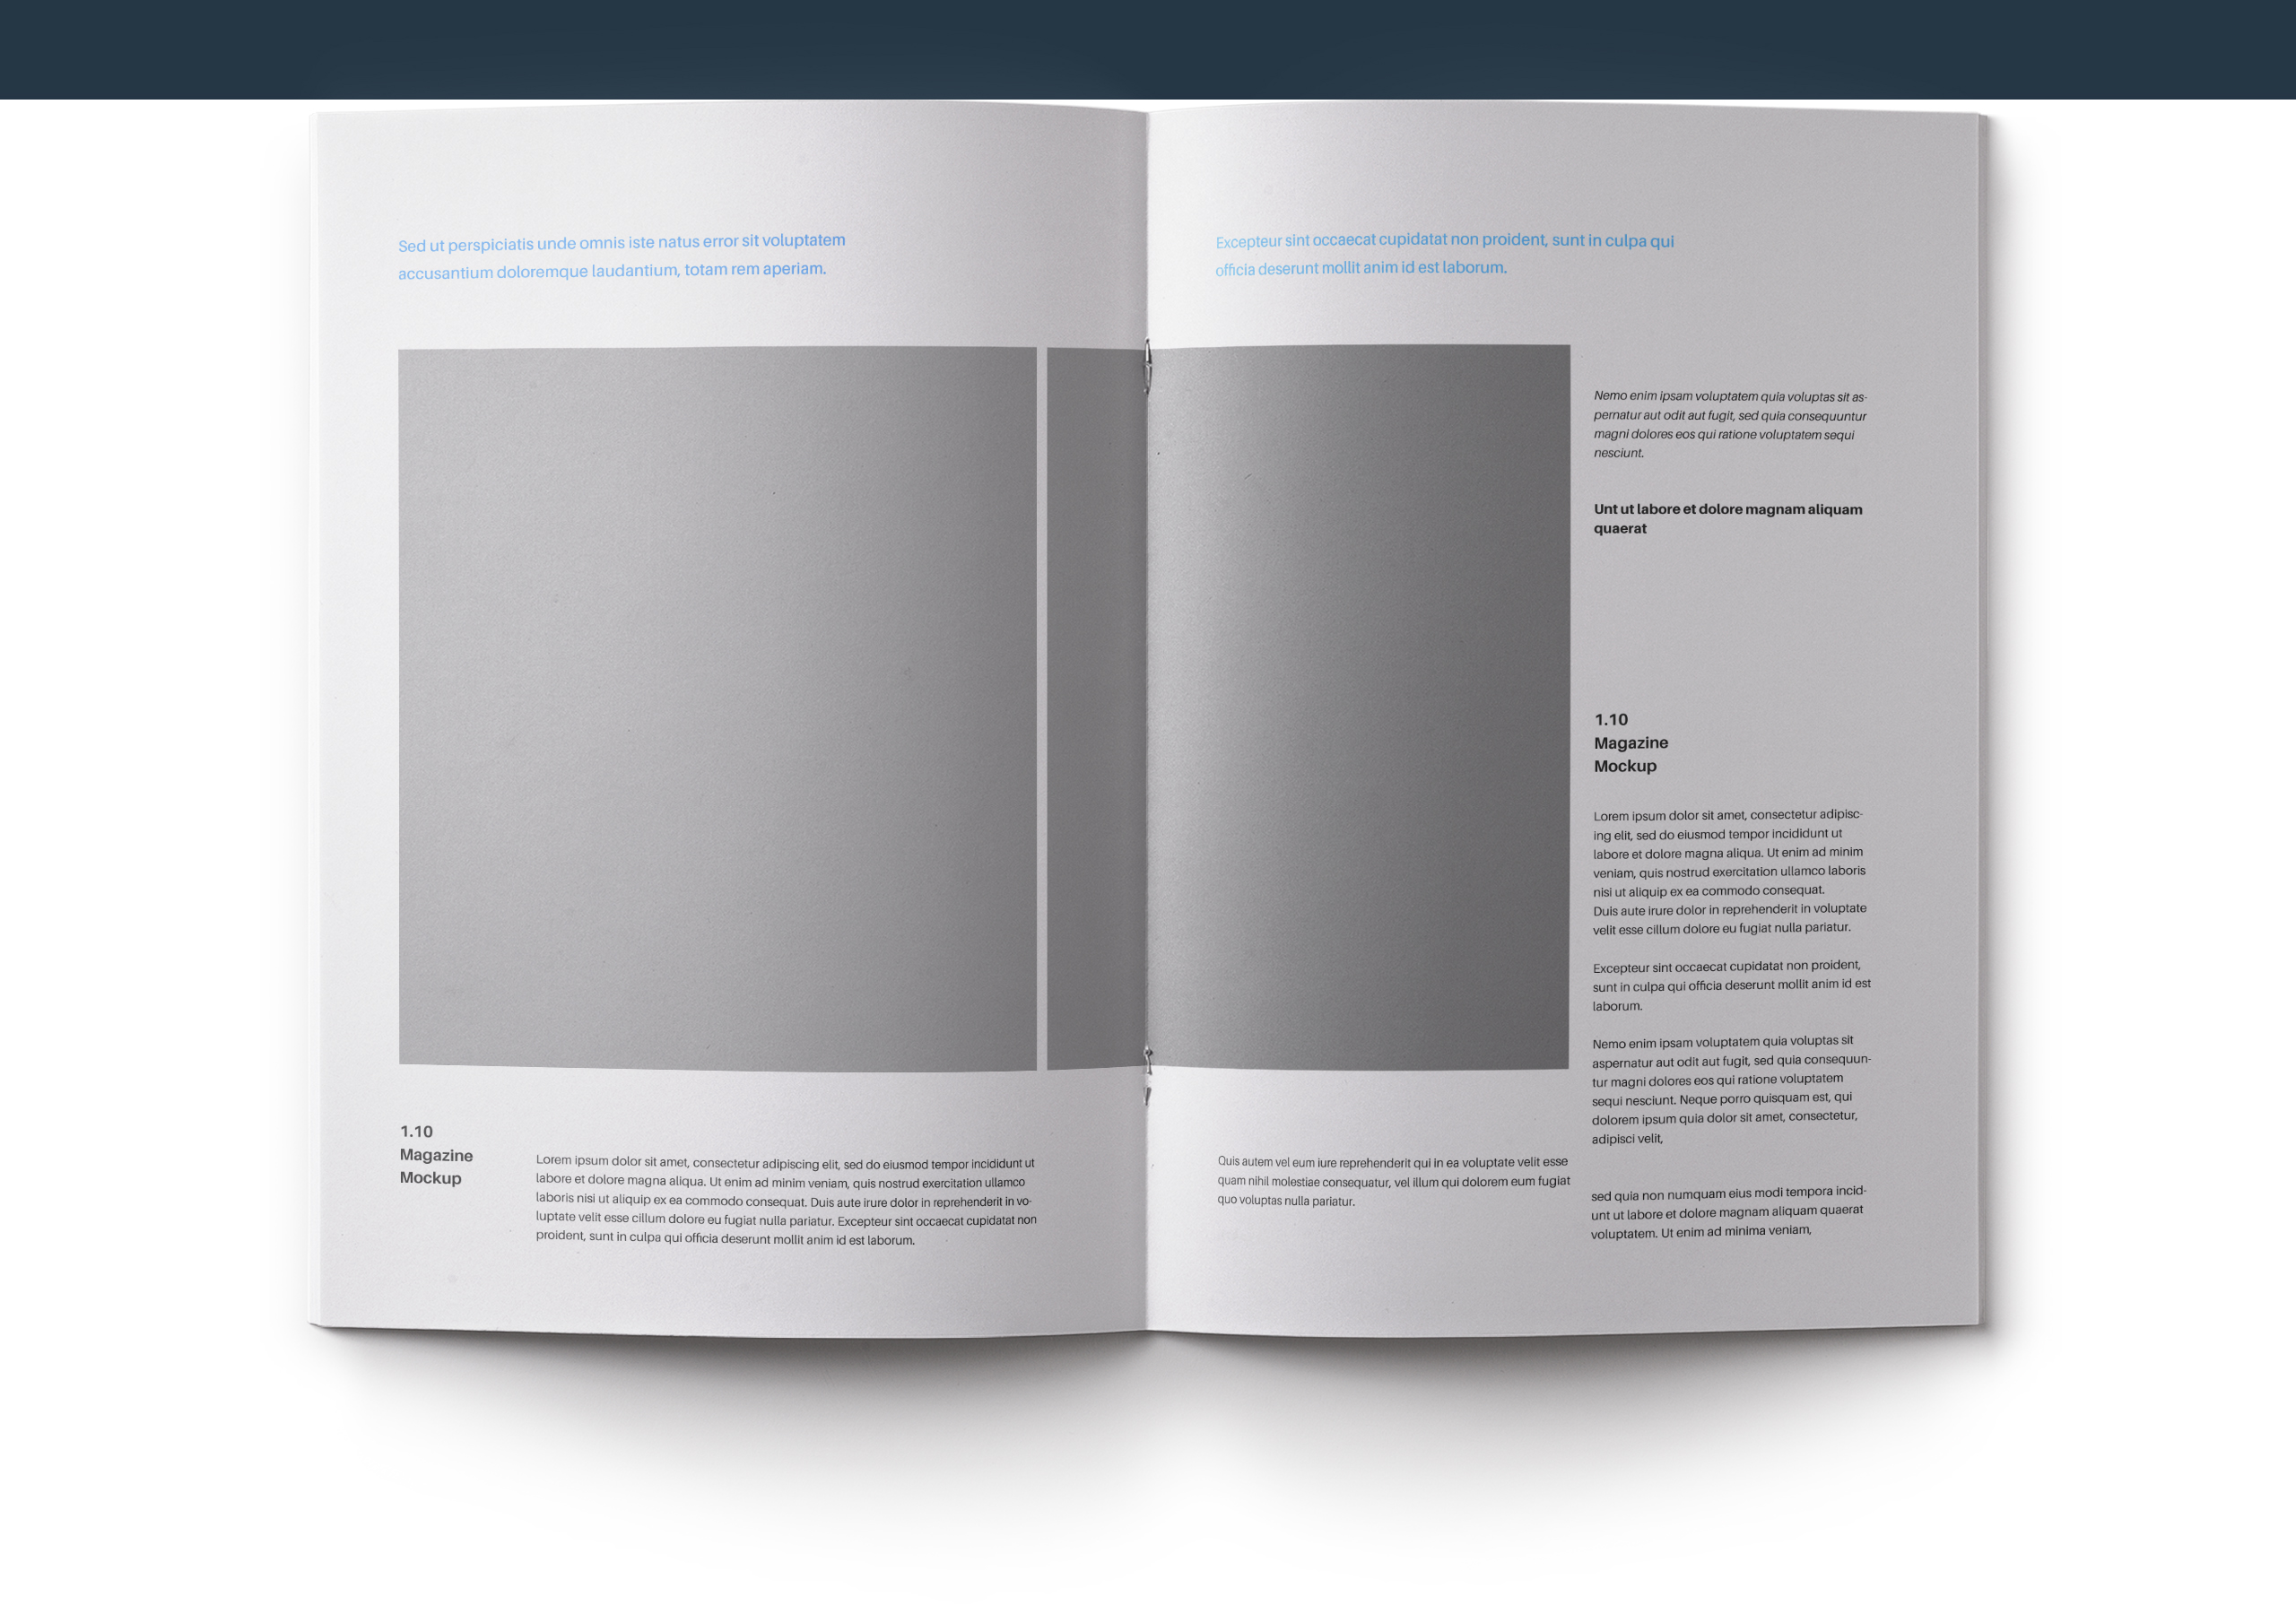 Sed ut perspiciatis unde omnis iste natus error sit voluptatem
accusantium doloremque laudantium, totam rem aperiam.
1.10
Magazine
Mockup
Lorem ipsum dolor sit amet, consectetur adipiscing elit, sed do eiusmod tempor incididunt ut
labore et dolore magna aliqua. Ut enim ad minim veniam, quis nostrud exercitation ullamco
laboris nisi ut aliquip ex ea commodo consequat. Duis aute irure dolor in reprehenderit in vo-
luptate velit esse cillum dolore eu fugiat nulla pariatur. Excepteur sint occaecat cupidatat non
proident, sunt in culpa qui officia deserunt mollit anim id est laborum.
Excepteur sint occaecat cupidatat non proident, sunt in culpa qui
officia deserunt mollit anim id est laborum.
Quis autem vel eum iure reprehenderit qui in ea voluptate velit esse
quam nihil molestiae consequatur, vel illum qui dolorem eum fugiat
quo voluptas nulla pariatur.
Nemo enim ipsam voluptatem quia voluptas sit as-
pernatur aut odit aut fugit, sed quia consequuntur
magni dolores eos qui ratione voluptatem sequi
nesciunt.
Unt ut labore et dolore magnam aliquam
quaerat
1.10
Magazine
Mockup
Lorem ipsum dolor sit amet, consectetur adipisc-
ing elit, sed do eiusmod tempor incididunt ut
labore et dolore magna aliqua. Ut enim ad minim
veniam, quis nostrud exercitation ullamco laboris
nisi ut aliquip ex ea commodo consequat.
Duis aute irure dolor in reprehenderit in voluptate
velit esse cillum dolore eu fugiat nulla pariatur.
Excepteur sint occaecat cupidatat non proident,
sunt in culpa qui officia deserunt mollit anim id est
laborum.
Nemo enim ipsam voluptatem quia voluptas sit
aspernatur aut odit aut fugit, sed quia consequun-
tur magni dolores eos qui ratione voluptatem
sequi nesciunt. Neque porro quisquam est, qui
dolorem ipsum quia dolor sit amet, consectetur,
adipisci velit,
sed quia non numquam eius modi tempora incid-
unt ut labore et dolore magnam aliquam quaerat
voluptatem. Ut enim ad minima veniam,